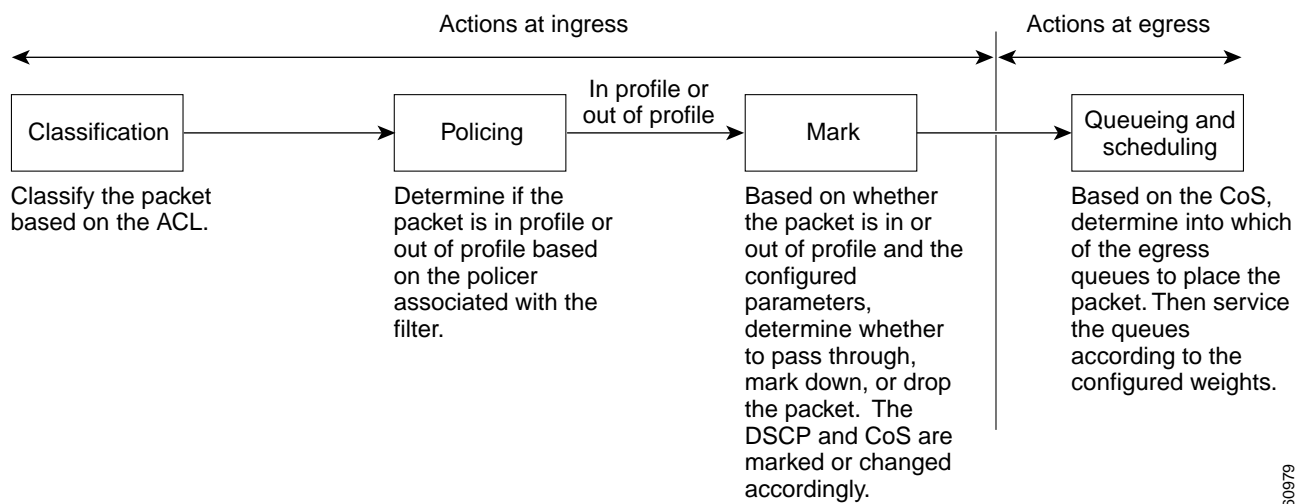 Actions at ingress
Actions at egress
Classification
Policing
In profile or
out of profile
Mark
Queueing and
scheduling
Classify the packet
based on the ACL.
Determine if the
packet is in profile or
out of profile based
on the policer
associated with the
filter.
Based on whether
the packet is in or
out of profile and the
configured
parameters,
determine whether
to pass through,
mark down, or drop
the packet. The
DSCP and CoS are
marked or changed
accordingly.
Based on the CoS,
determine into which
of the egress
queues to place the
packet. Then service
the queues
according to the
configured weights.
60979